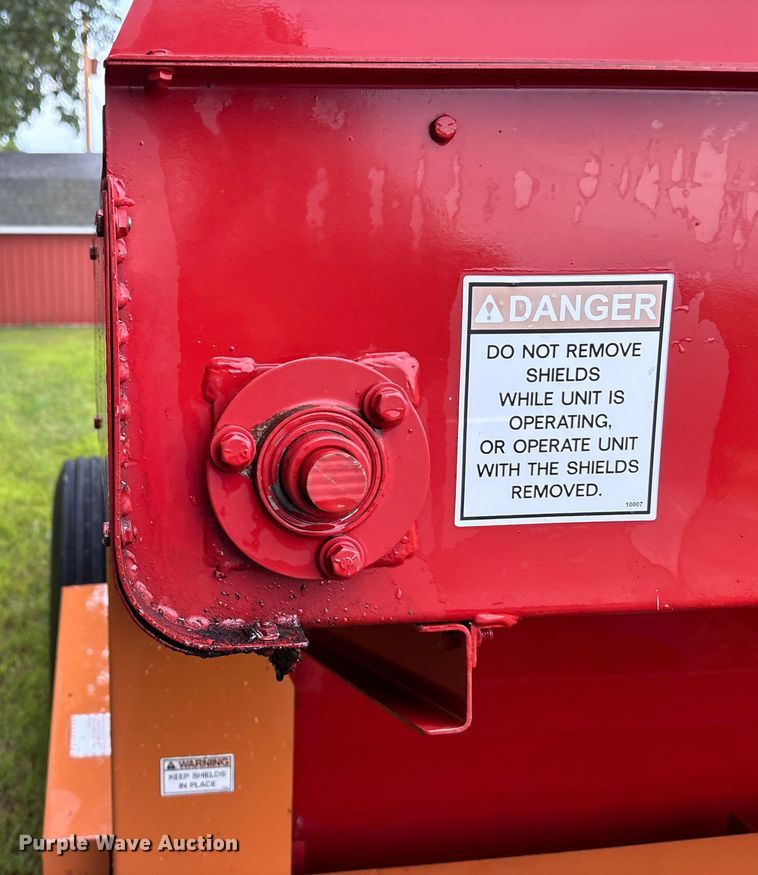 DANGER
DO NOT REMOVE
SHIELDS
WHILE UNIT IS
OPERATING,
OR OPERATE UNIT
WITH THE SHIELDS
REMOVED.
10007
WARNING
KEEP SHIELDS
IN PLACE
Purple Wave Auction